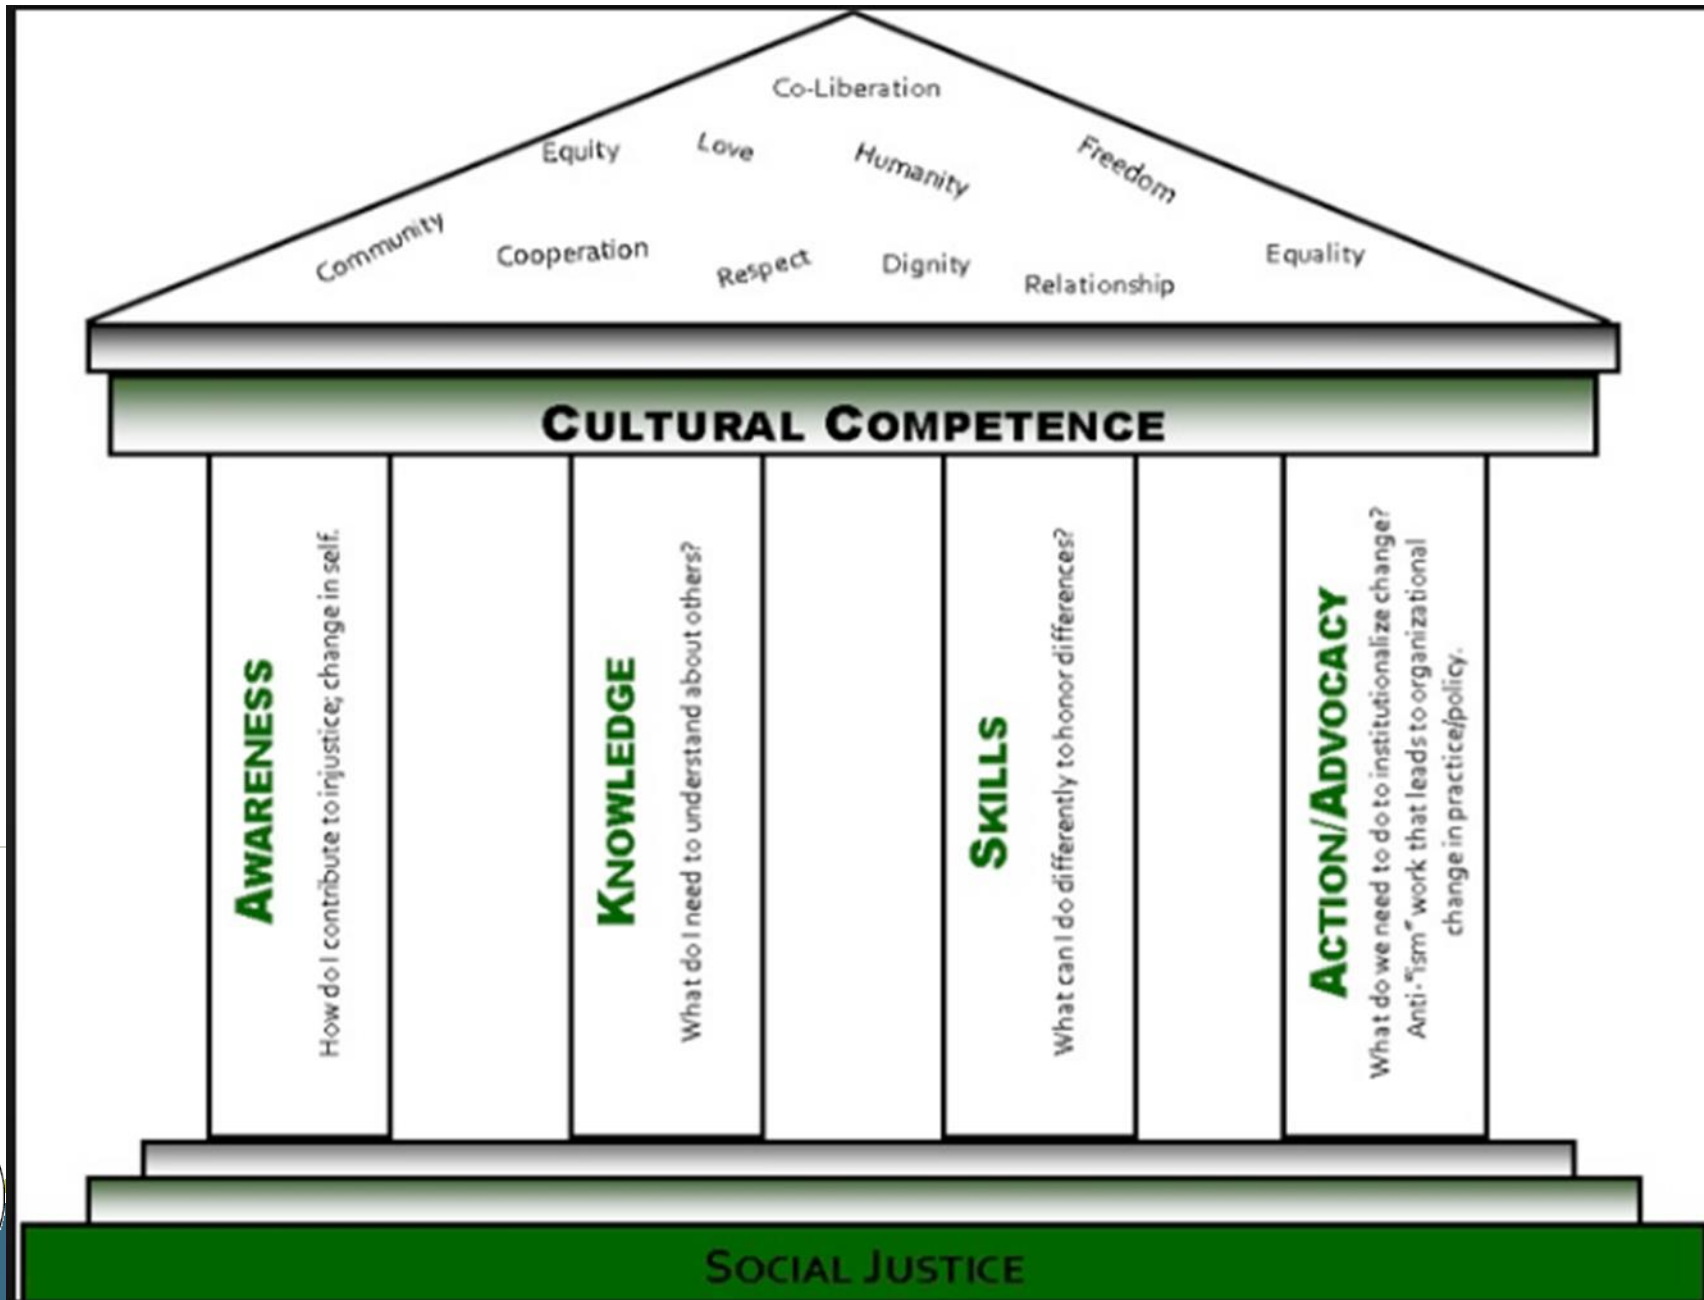 Co-Liberation
Equity
Love
Humanity
Freedom
Community
Cooperation
Respect
Dignity
Relationship
Equality
CULTURAL COMPETENCE
AWARENESS
How do I contribute to injustice; change in self.
KNOWLEDGE
What do I need to understand about others?
SKILLS
What can I do differently to honor differences?
ACTION/ADVOCACY
What do we need to do to institutionalize change?
Anti-"ism" work that leads to organizational
change in practice/policy.
SOCIAL JUSTICE